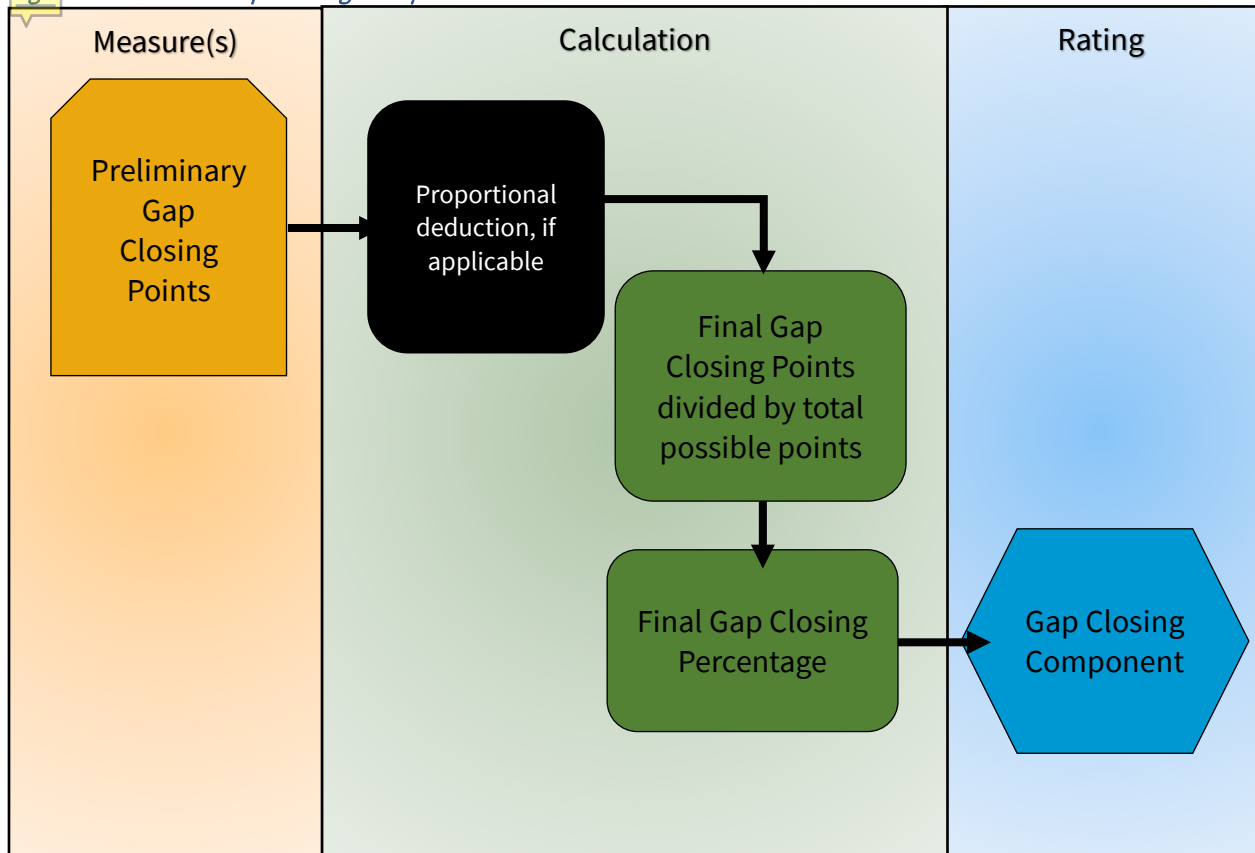 Measure(s)
Calculation
Rating
Preliminary
Gap
Closing
Points
Proportional
deduction, if
applicable
Final Gap
Closing Points
divided by total
possible points
Final Gap Closing
Percentage
Gap Closing
Component